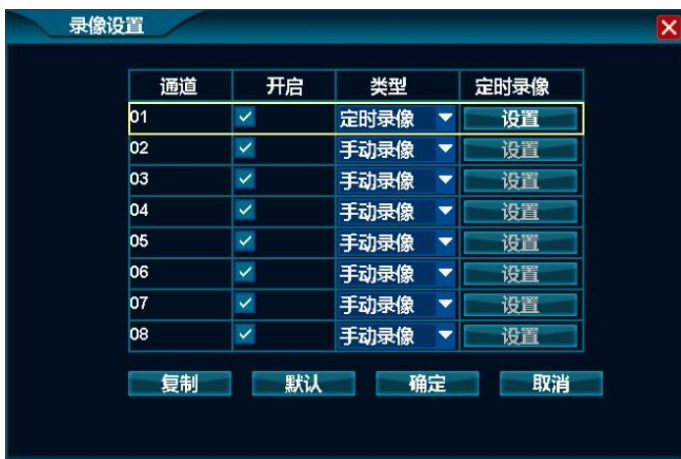 录像设置
通道 开启 类型 定时录像
01 定时录像 设置
02 手动录像 设置
03 手动录像 设置
04 手动录像 设置
05 手动录像 设置
06 手动录像 设置
07 手动录像 设置
08 手动录像 设置
复制 默认 确定 取消